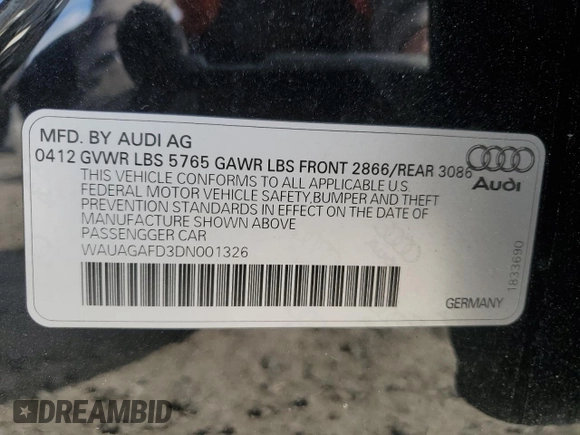 MFD. BY AUDI AG
0412 GVWR LBS 5765 GAWR LBS FRONT 2866/REAR 3086
THIS VEHICLE CONFORMS TO ALL APPLICABLE U.S.
FEDERAL MOTOR VEHICLE SAFETY,BUMPER AND THEFT
PREVENTION STANDARDS IN EFFECT ON THE DATE OF
MANUFACTURE SHOWN ABOVE
PASSENGGER CAR
WAUAGAFD3DN001326
Audi
1833690
GERMANY
DREAMBID